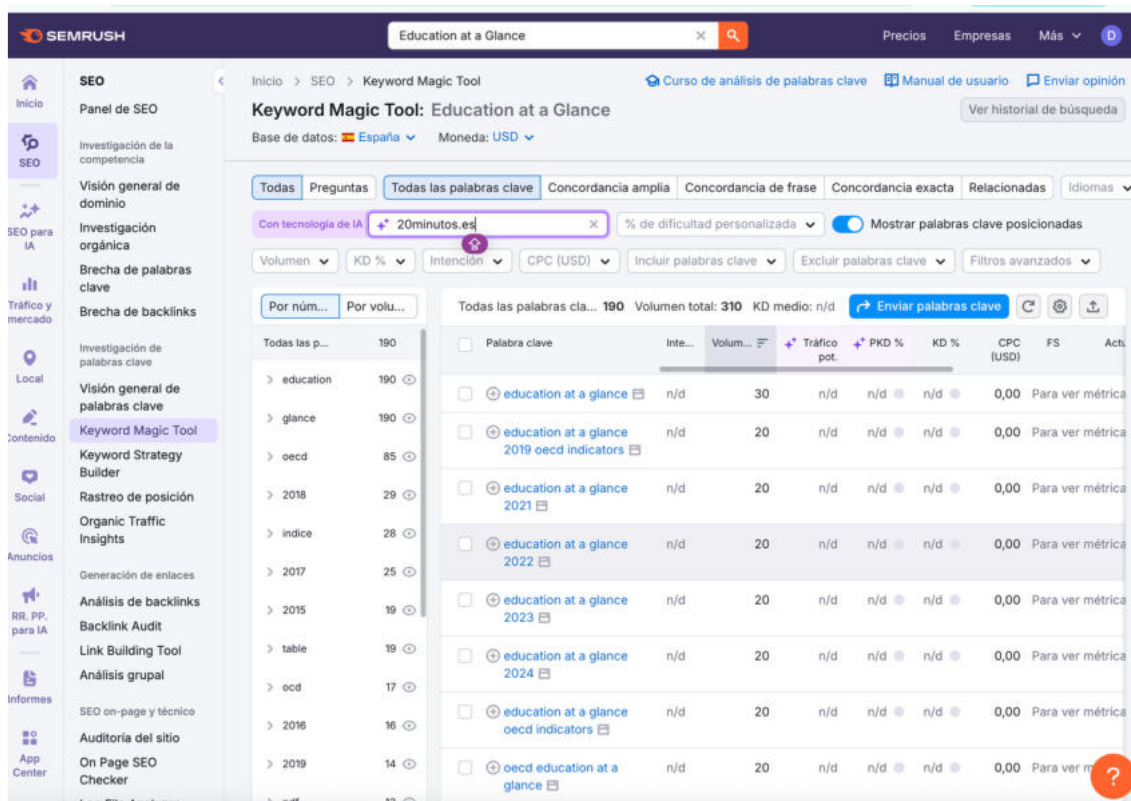 SEMRUSH
Education at a Glance
Precios
Empresas
Más
D
Inicio
SEO
SEO para
IA
Tráfico y
mercado
Local
Contenido
Social
Anuncios
RR. PP.
para IA
Informes
App
Center
SEO
Panel de SEO
Investigación de la
competencia
Visión general de
dominio
Investigación
orgánica
Brecha de palabras
clave
Brecha de backlinks
Investigación de
palabras clave
Visión general de
palabras clave
Keyword Magic Tool
Keyword Strategy
Builder
Rastreo de posición
Organic Traffic
Insights
Generación de enlaces
Análisis de backlinks
Backlink Audit
Link Building Tool
Análisis grupal
SEO on-page y técnico
Auditoría del sitio
On Page SEO
Checker
Inicio > SEO > Keyword Magic Tool
Curso de análisis de palabras clave
Manual de usuario
Enviar opinión
Keyword Magic Tool: Education at a Glance
Ver historial de búsqueda
Base de datos: España Moneda: USD
Todas Preguntas Todas las palabras clave Concordancia amplia Concordancia de frase Concordancia exacta Relacionadas Idiomas
Con tecnología de IA 20minutos.es % de dificultad personalizada Mostrar palabras clave posicionadas
Volumen KD % Intención CPC (USD) Incluir palabras clave Excluir palabras clave Filtros avanzados
Por núm... Por volu...
Todas las p... 190
> education 190
> glance 190
> oecd 85
> 2018 29
> indice 28
> 2017 25
> 2015 19
> table 19
> ocd 17
> 2016 16
> 2019 14
Todas las palabras cla... 190 Volumen total: 310 KD medio: n/d Enviar palabras clave
Palabra clave Inte... Volum... Tráfico pot. PKD % KD % CPC (USD) FS Actu
education at a glance n/d 30 n/d n/d n/d 0,00 Para ver métrica
education at a glance n/d 20 n/d n/d n/d 0,00 Para ver métrica
2019 oecd indicators
education at a glance n/d 20 n/d n/d n/d 0,00 Para ver métrica
2021
education at a glance n/d 20 n/d n/d n/d 0,00 Para ver métrica
2022
education at a glance n/d 20 n/d n/d n/d 0,00 Para ver métrica
2023
education at a glance n/d 20 n/d n/d n/d 0,00 Para ver métrica
2024
education at a glance n/d 20 n/d n/d n/d 0,00 Para ver métrica
oecd indicators
oecd education at a n/d 20 n/d n/d n/d 0,00 Para ver m
glance
?